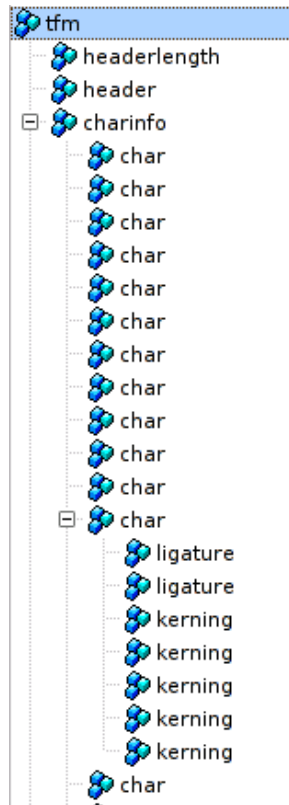 tfm
headerlength
header
charinfo
char
char
char
char
char
char
char
char
char
char
char
char
ligature
ligature
kerning
kerning
kerning
kerning
kerning
char